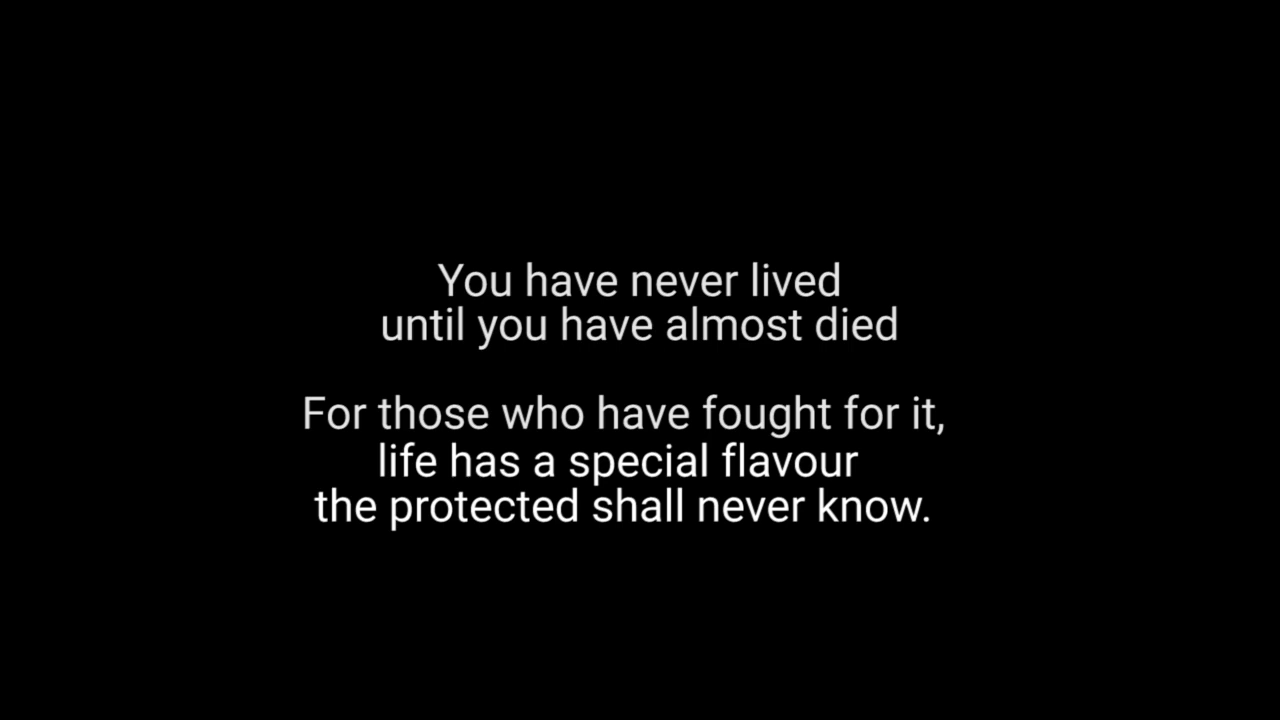 You have never lived
until you have almost died
For those who have fought for it,
life has a special flavour
the protected shall never know.